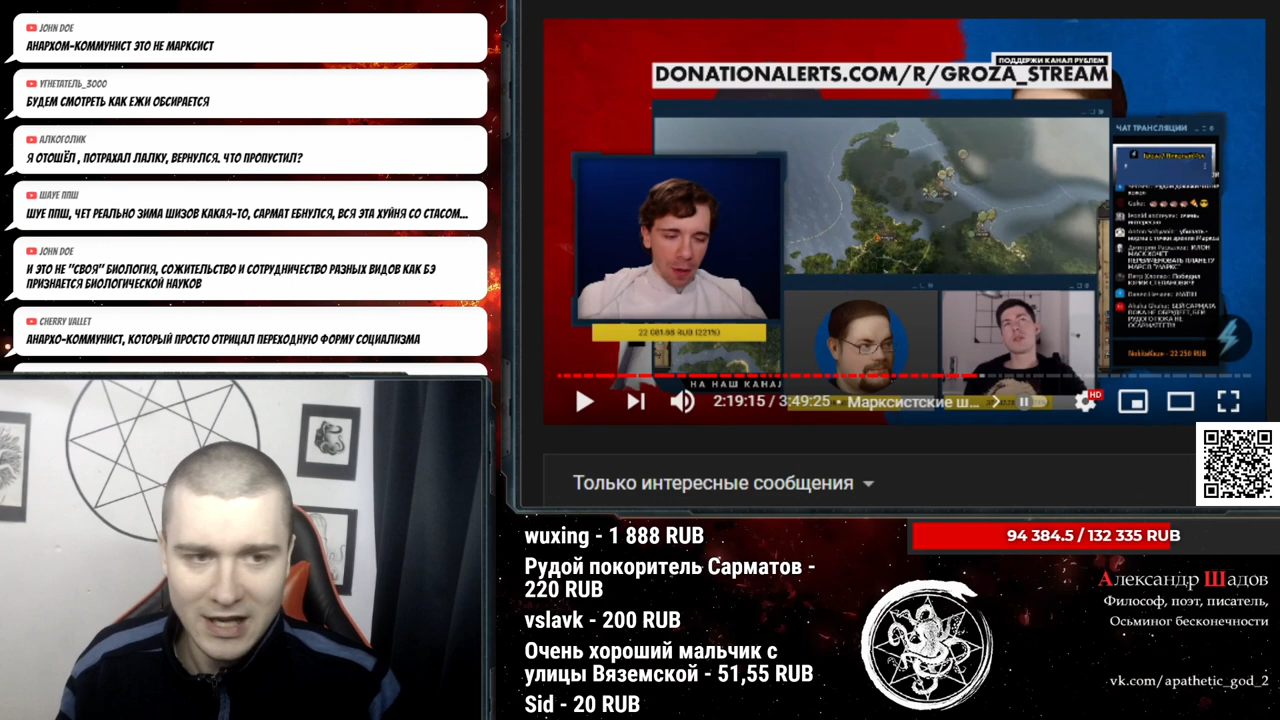 JOHN DOE
АНАРХОМ-КОММУНИСТ ЭТО НЕ МАРКСИСТ
УГНЕТАТЕЛЬ_3000
БУДЕМ СМОТРЕТЬ КАК ЕЖИ ОБСИРАЕТСЯ
АЛКОГОЛИК
Я ОТОШЁЛ , ПОТРАХАЛ ЛАЛКУ, ВЕРНУЛСЯ. ЧТО ПРОПУСТИЛ?
ШАУЕ ППШ
ШУЕ ППШ, ЧЕТ РЕАЛЬНО ЗИМА ШИЗОВ КАКАЯ-ТО, САРМАТ ЕБНУЛСЯ, ВСЯ ЭТА ХУЙНЯ СО СТАСОМ...
JOHN DOE
И ЭТО НЕ "СВОЯ" БИОЛОГИЯ, СОЖИТЕЛЬСТВО И СОТРУДНИЧЕСТВО РАЗНЫХ ВИДОВ КАК БЭ
ПРИЗНАЕТСЯ БИОЛОГИЧЕСКОЙ НАУКОВ
CHERRY VALLET
АНАРХО-КОММУНИСТ, КОТОРЫЙ ПРОСТО ОТРИЦАЛ ПЕРЕХОДНУЮ ФОРМУ СОЦИАЛИЗМА
ПОДДЕРЖИ КАНАЛ РУБЛЕМ
DONATIONALERTS.COM/R/GROZA_STREAM
ЧАТ ТРАНСЛЯЦИИ
22 081.98 RUB (221%)
НА НАШ КАНАЛ
2:19:15 / 3:49:25 • Марксистские ш...
HD
Только интересные сообщения
wuxing - 1 888 RUB
Рудой покоритель Сарматов -
220 RUB
vslavk - 200 RUB
Очень хороший мальчик с
улицы Вяземской - 51,55 RUB
Sid - 20 RUB
94 384.5 / 132 335 RUB
Александр Шадов
Философ, поэт, писатель,
Осьминог бесконечности
vk.com/apathetic_god_2